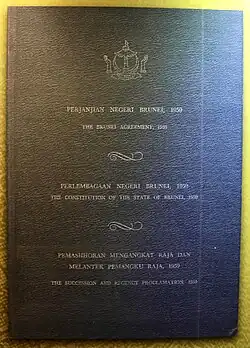 PERJANJIAN NEGERI BRUNEI, 1959
THE BRUNEI AGREEMENT, 1959
PERLEMBAGAAN NEGERI BRUNEI, 1959
THE CONSTITUTION OF THE STATE OF BRUNEI, 1959
PEMASHHORAN MENGANGKAT RAJA DAN
MELANTEK PEMANGKU RAJA, 1959
THE SUCCESSION AND REGENCY PROCLAMATION, 1959